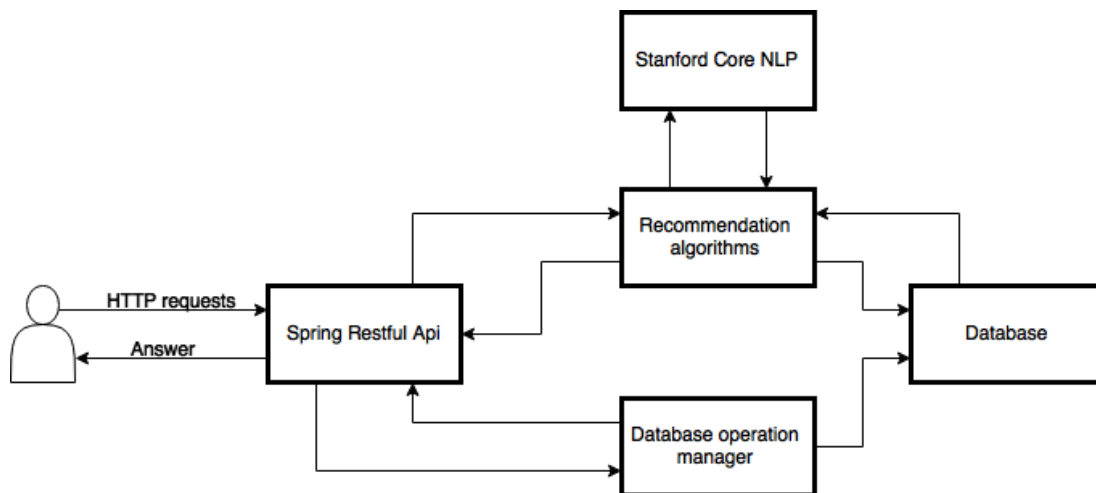 Stanford Core NLP
Recommendation
algorithms
HTTP requests
Spring Restful Api
Answer
Database
Database operation
manager